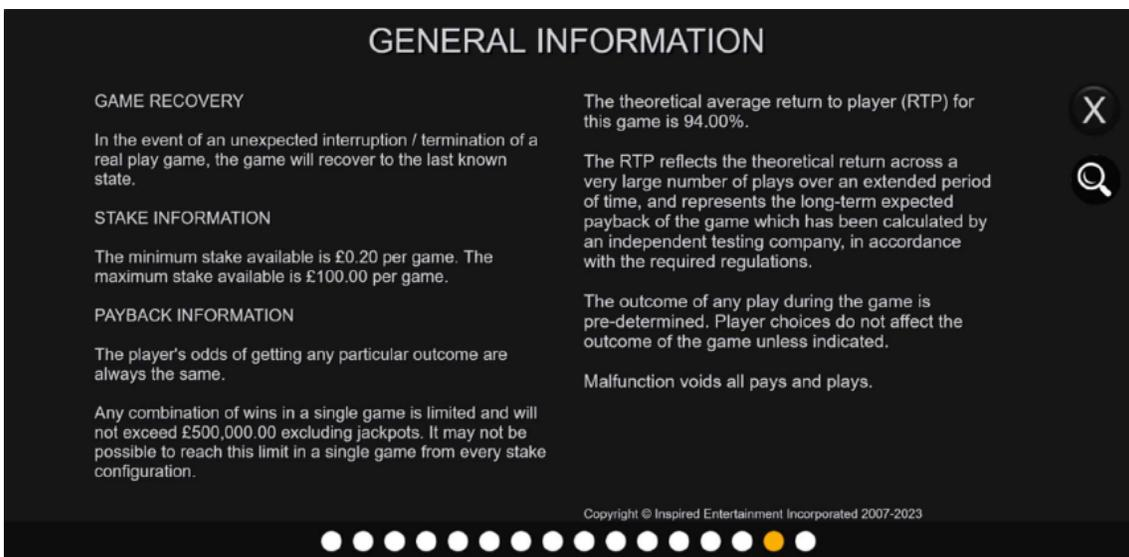 GENERAL INFORMATION
GAME RECOVERY
In the event of an unexpected interruption / termination of a
real play game, the game will recover to the last known
state.
STAKE INFORMATION
The minimum stake available is £0.20 per game. The
maximum stake available is £100.00 per game.
PAYBACK INFORMATION
The player's odds of getting any particular outcome are
always the same.
Any combination of wins in a single game is limited and will
not exceed £500,000.00 excluding jackpots. It may not be
possible to reach this limit in a single game from every stake
configuration.
The theoretical average return to player (RTP) for
this game is 94.00%.
The RTP reflects the theoretical return across a
very large number of plays over an extended period
of time, and represents the long-term expected
payback of the game which has been calculated by
an independent testing company, in accordance
with the required regulations.
The outcome of any play during the game is
pre-determined. Player choices do not affect the
outcome of the game unless indicated.
Malfunction voids all pays and plays.
Copyright © Inspired Entertainment Incorporated 2007-2023
X